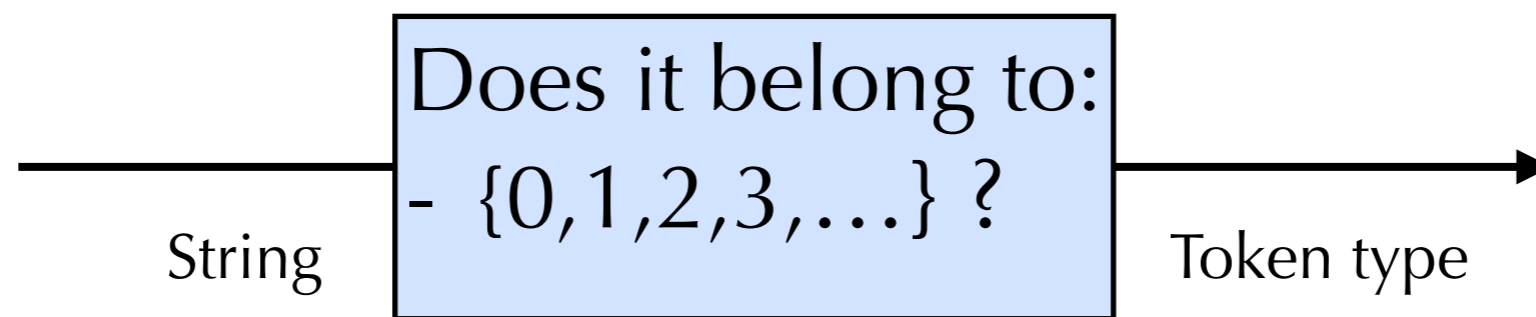 Does it belong to:
- {0,1,2,3,...} ?
String
Token type